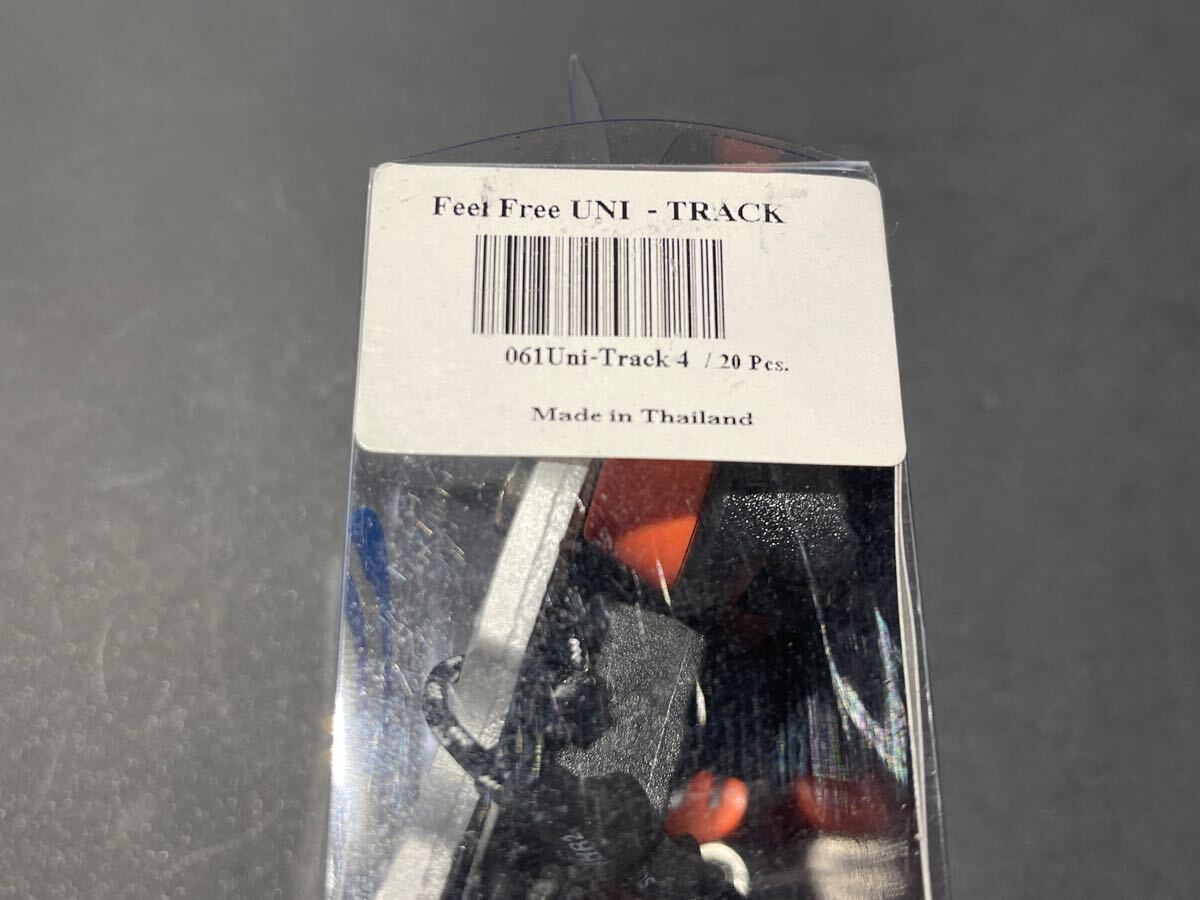 Feel Free UNI - TRACK
061Uni-Track 4 / 20 Pcs.
Made in Thailand